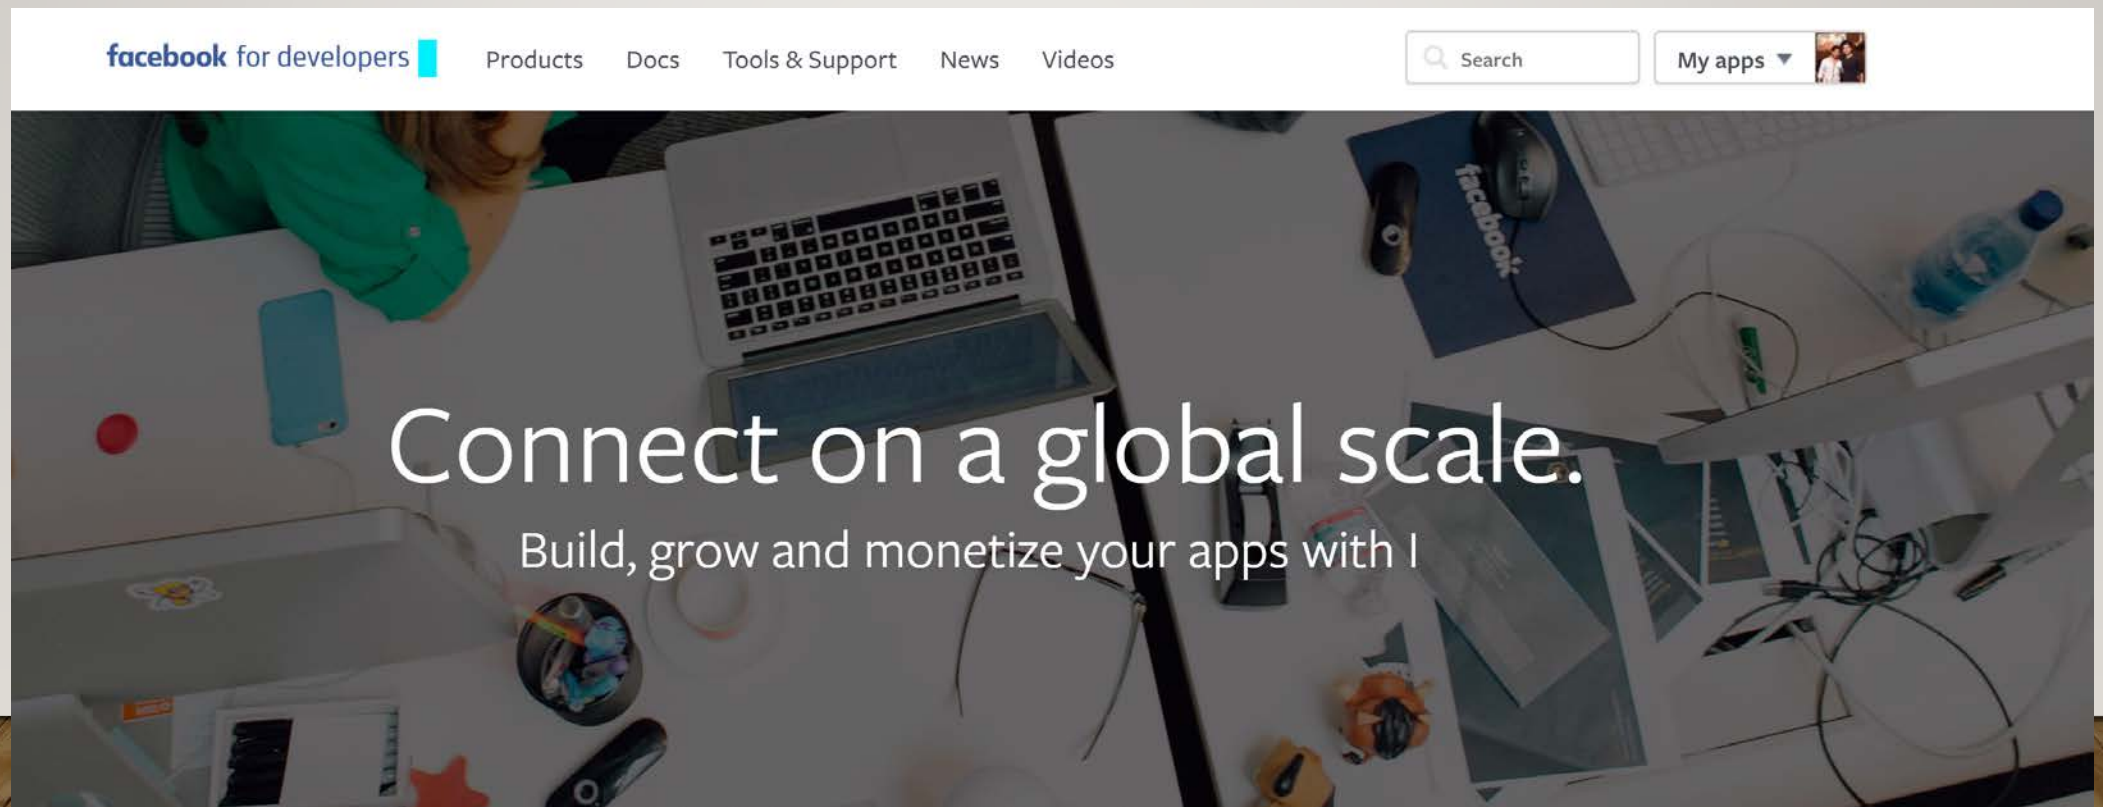 facebook for developers
Products
Docs
Tools & Support
News
Videos
Search
My apps
facebook
Connect on a global scale.
Build, grow and monetize your apps with I